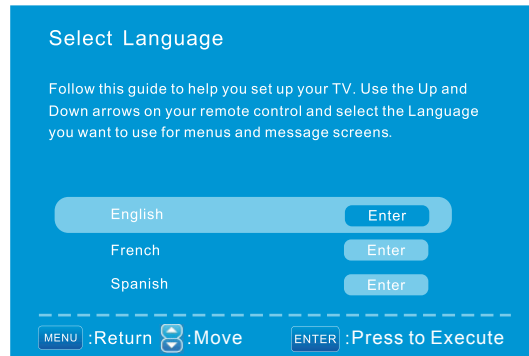 Select Language
Follow this guide to help you set up your TV. Use the Up and
Down arrows on your remote control and select the Language
you want to use for menus and message screens.
English Enter
French Enter
Spanish Enter
MENU :Return :Move ENTER :Press to Execute